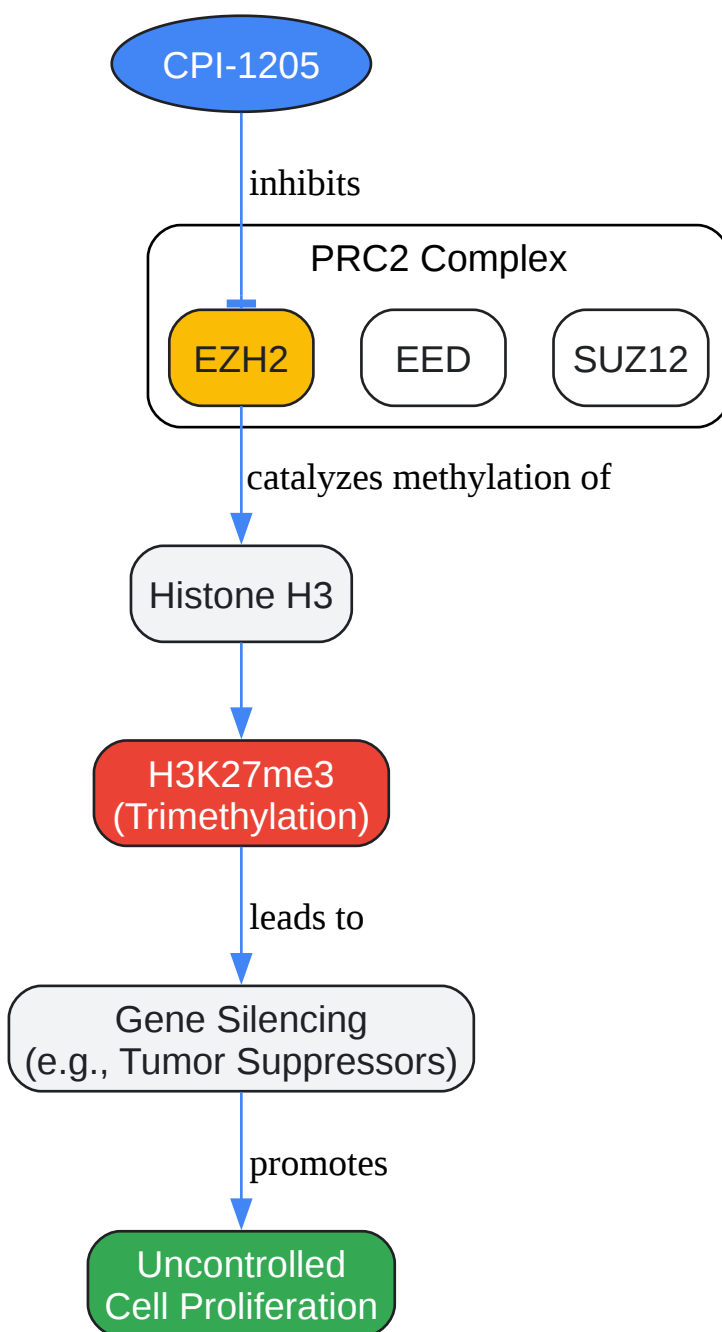 CPI-1205
inhibits
PRC2 Complex
EZH2
EED
SUZ12
catalyzes methylation of
Histone H3
H3K27me3
(Trimethylation)
leads to
Gene Silencing
(e.g., Tumor Suppressors)
promotes
Uncontrolled
Cell Proliferation